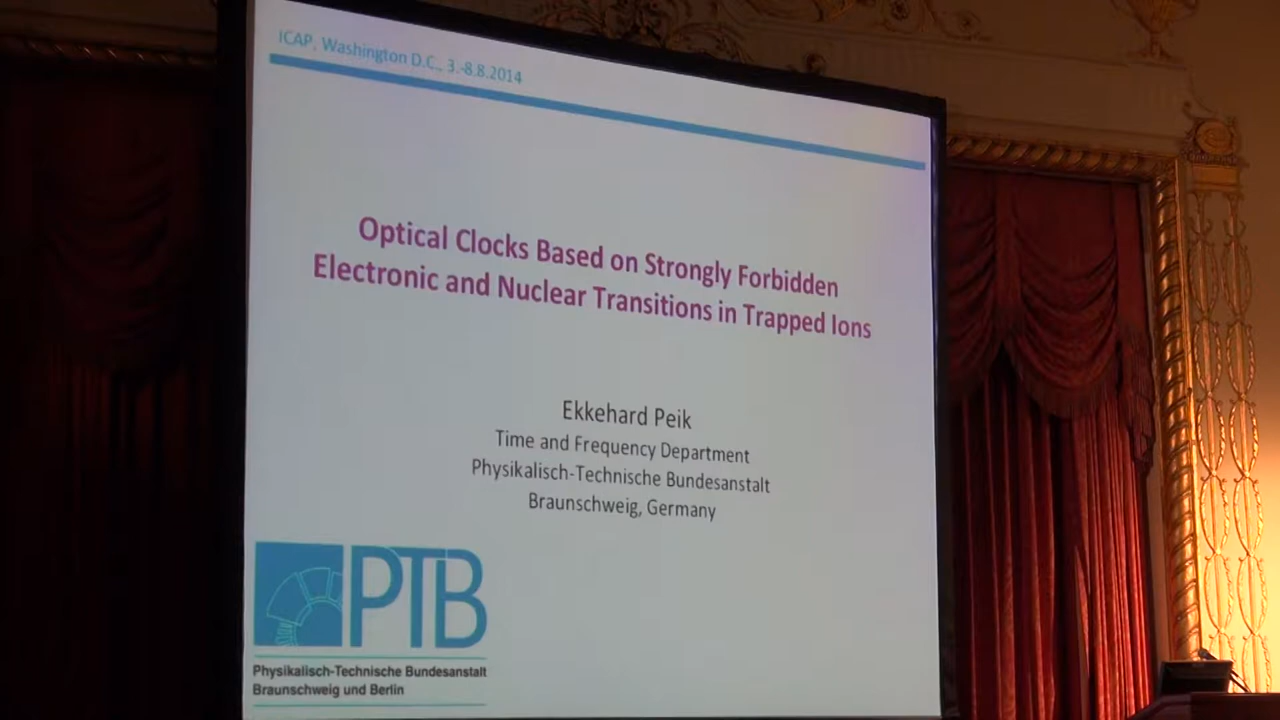 ICAP, Washington D.C., 3.-8.8.2014
Optical Clocks Based on Strongly Forbidden
Electronic and Nuclear Transitions in Trapped Ions
Ekkehard Peik
Time and Frequency Department
Physikalisch-Technische Bundesanstalt
Braunschweig, Germany
PTB
Physikalisch-Technische Bundesanstalt
Braunschweig und Berlin